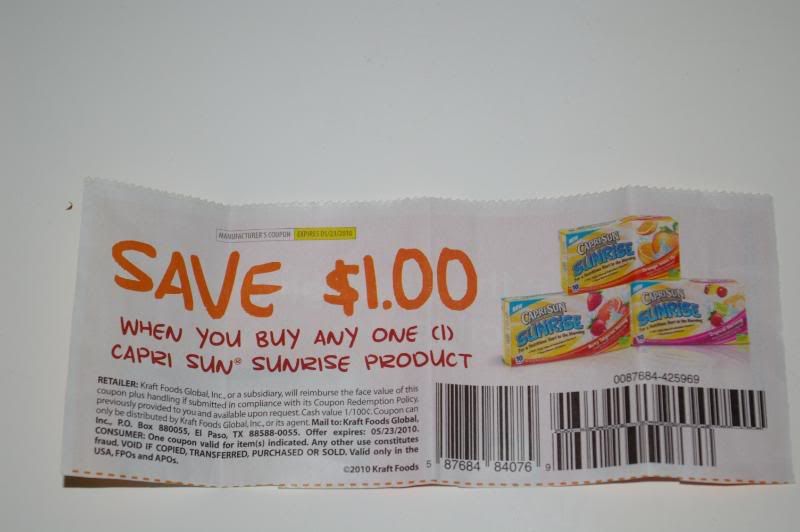 MANUFACTURER'S COUPON EXPIRES 05/23/2010
SAVE $1.00
WHEN YOU BUY ANY ONE (1)
CAPRI SUN® SUNRISE PRODUCT
RETAILER: Kraft Foods Global, Inc., or a subsidiary, will reimburse the face value of this
coupon plus handling if submitted in compliance with its Coupon Redemption Policy,
previously provided to you and available upon request. Cash value 1/100¢. Coupon can
only be distributed by Kraft Foods Global, Inc., or its agent. Mail to: Kraft Foods Global,
Inc., P.O. Box 880055, El Paso, TX 88588-0055. Offer expires: 05/23/2010.
CONSUMER: One coupon valid for item(s) indicated. Any other use constitutes
fraud. VOID IF COPIED, TRANSFERRED, PURCHASED OR SOLD. Valid only in the
USA, FPOs and APOs.
©2010 Kraft Foods
5 87684 84076 9
0087684-425969
CAPRI SUN
SUNRISE
10
CAPRI SUN
SUNRISE
10
CAPRI SUN
SUNRISE
10